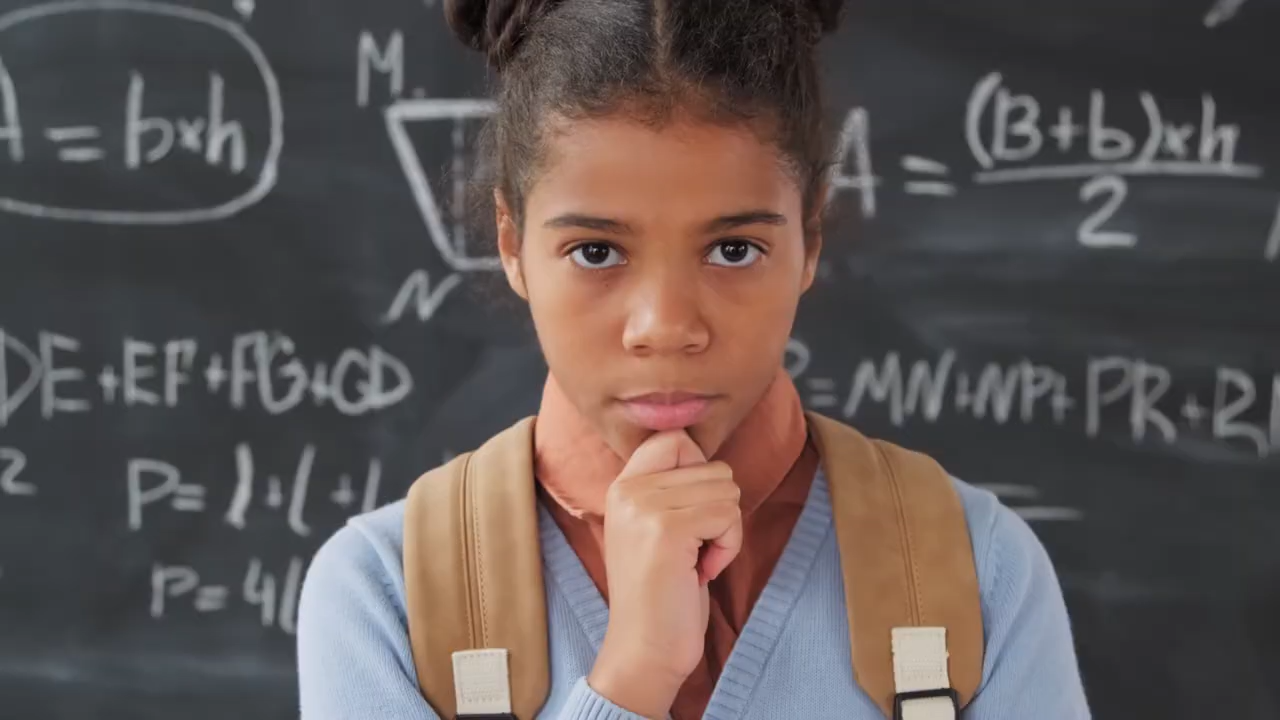 A = b×h
M
A = (B+b)×h
2
N
DE+EF+FG+GD
P=MN+NP+PR+R
2
P= l+l+l
P=4l